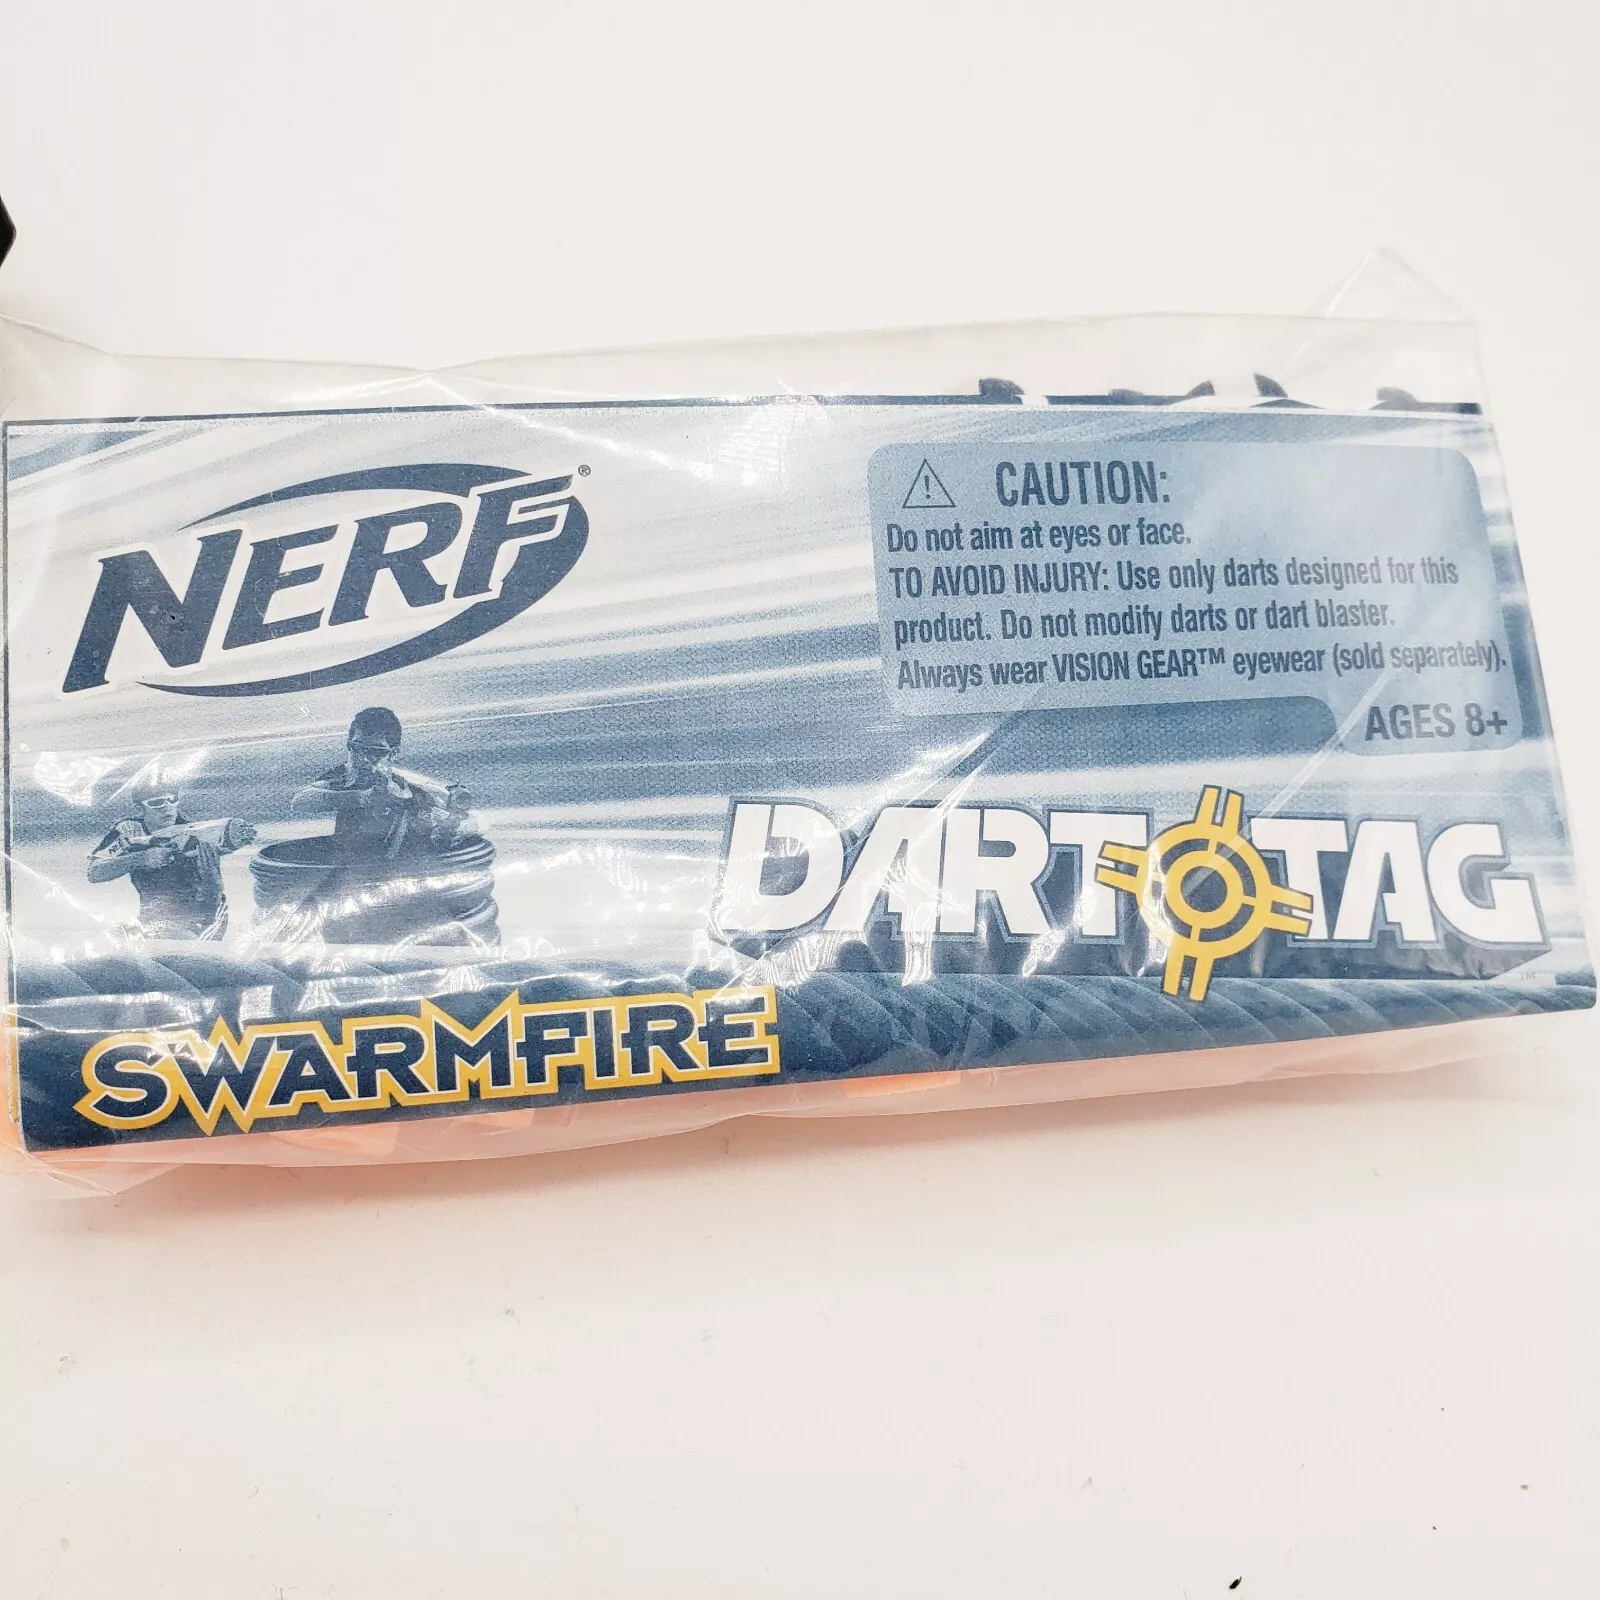 NERF®
⚠ CAUTION:
Do not aim at eyes or face.
TO AVOID INJURY: Use only darts designed for this
product. Do not modify darts or dart blaster.
Always wear VISION GEAR™ eyewear (sold separately).
AGES 8+
DART TAG™
SWARMFIRE